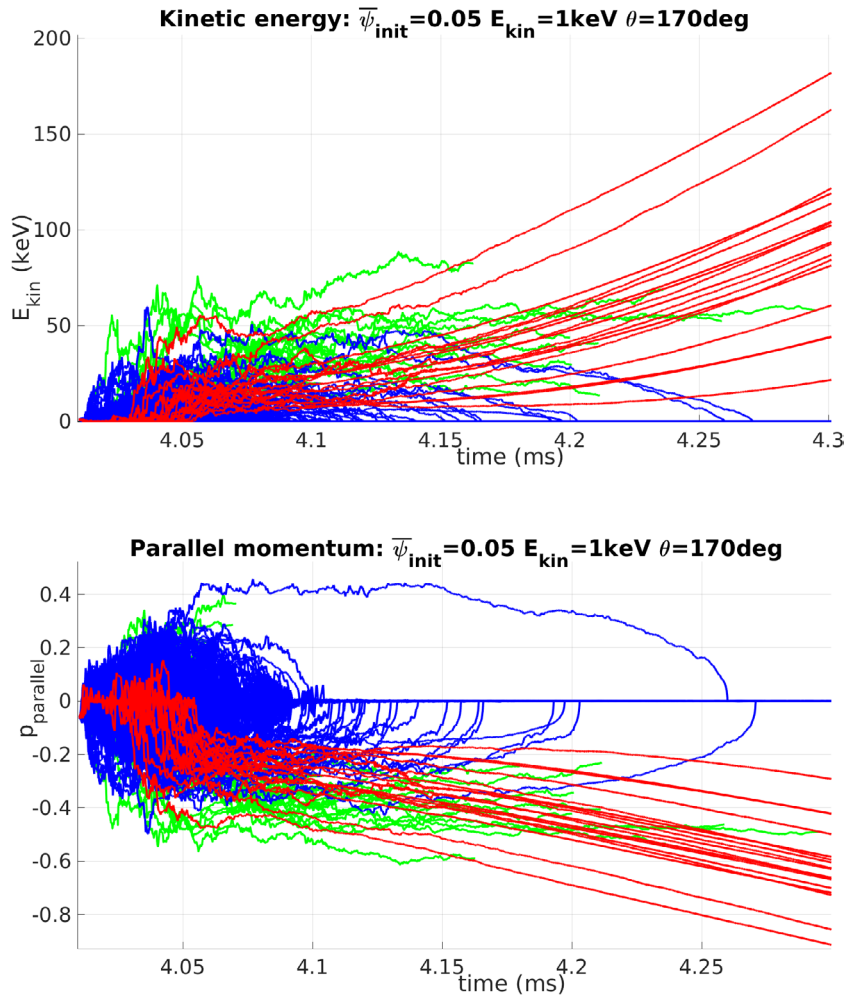 Kinetic energy: ψ̅init=0.05 Ekin=1keV θ=170deg
200
150
100
50
0
Ekin (keV)
4.05 4.1 4.15 4.2 4.25 4.3
time (ms)
Parallel momentum: ψ̅init=0.05 Ekin=1keV θ=170deg
0.4
0.2
0
-0.2
-0.4
-0.6
-0.8
pparallel
4.05 4.1 4.15 4.2 4.25
time (ms)